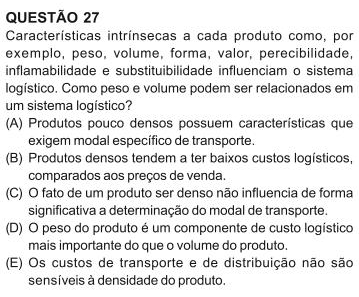 QUESTÃO 27
Características intrínsecas a cada produto como, por
exemplo, peso, volume, forma, valor, perecibilidade,
inflamabilidade e substituibilidade influenciam o sistema
logístico. Como peso e volume podem ser relacionados em
um sistema logístico?
(A) Produtos pouco densos possuem características que
exigem modal específico de transporte.
(B) Produtos densos tendem a ter baixos custos logísticos,
comparados aos preços de venda.
(C) O fato de um produto ser denso não influencia de forma
significativa a determinação do modal de transporte.
(D) O peso do produto é um componente de custo logístico
mais importante do que o volume do produto.
(E) Os custos de transporte e de distribuição não são
sensíveis à densidade do produto.